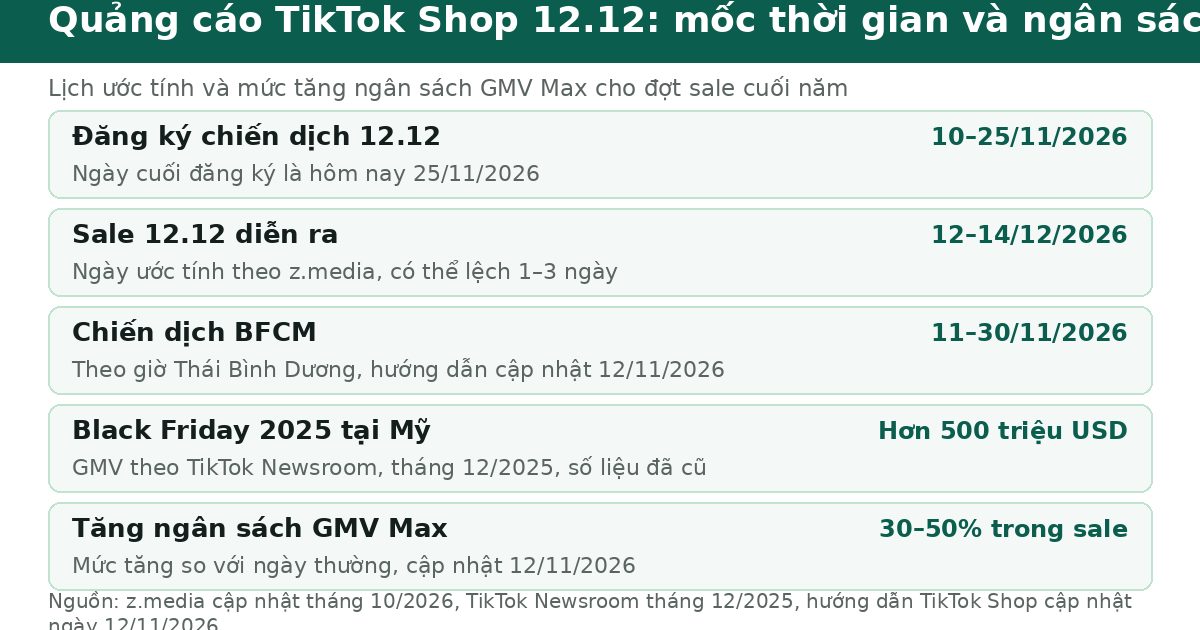 Quảng cáo TikTok Shop 12.12: mốc thời gian và ngân sác
Lịch ước tính và mức tăng ngân sách GMV Max cho đợt sale cuối năm
Đăng ký chiến dịch 12.12
10–25/11/2026
Ngày cuối đăng ký là hôm nay 25/11/2026
Sale 12.12 diễn ra
12–14/12/2026
Ngày ước tính theo z.media, có thể lệch 1–3 ngày
Chiến dịch BFCM
11–30/11/2026
Theo giờ Thái Bình Dương, hướng dẫn cập nhật 12/11/2026
Black Friday 2025 tại Mỹ
Hơn 500 triệu USD
GMV theo TikTok Newsroom, tháng 12/2025, số liệu đã cũ
Tăng ngân sách GMV Max
30–50% trong sale
Mức tăng so với ngày thường, cập nhật 12/11/2026
Nguồn: z.media cập nhật tháng 10/2026, TikTok Newsroom tháng 12/2025, hướng dẫn TikTok Shop cập nhật
ngày 12/11/2026